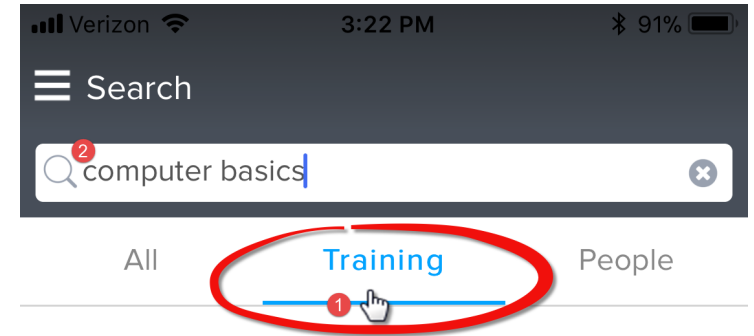 Verizon 3:22 PM 91%
Search
2
computer basics
All Training People
1